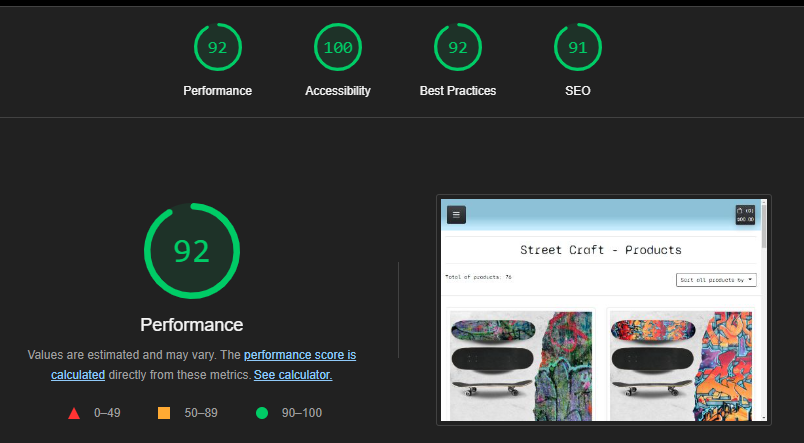 92
100
92
91
Performance
Accessibility
Best Practices
SEO
92
Performance
Values are estimated and may vary. The performance score is
calculated directly from these metrics. See calculator.
0–49
50–89
90–100
(0)
Street Craft - Products
Total of products: 76
Sort all products by